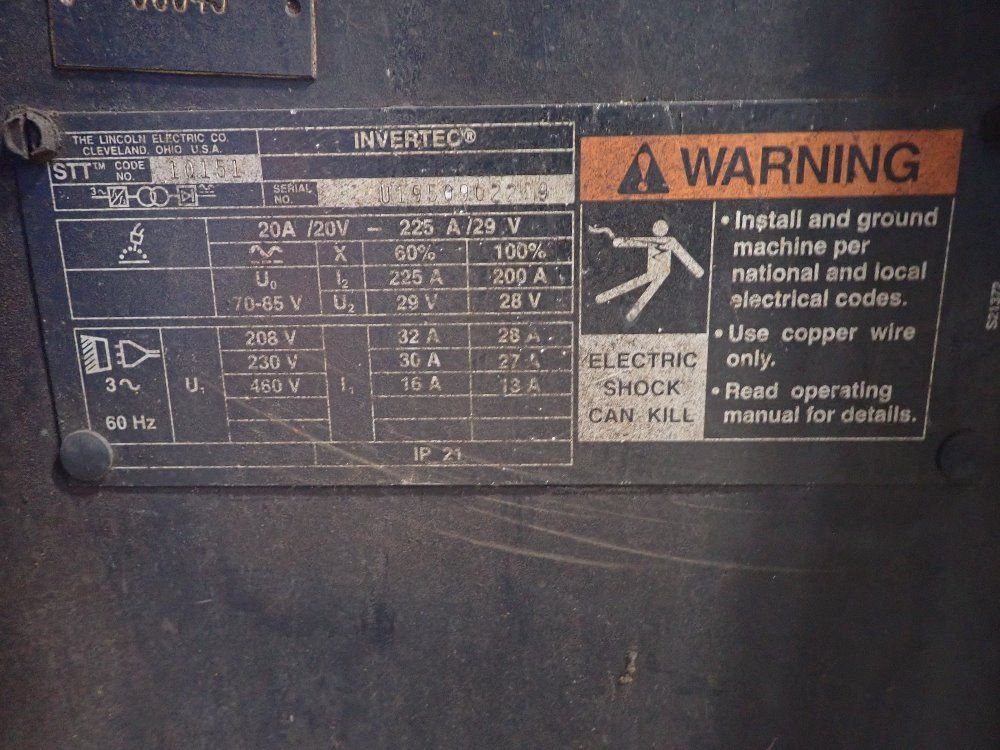 THE LINCOLN ELECTRIC CO.
CLEVELAND, OHIO U.S.A.
INVERTEC®
STT™ CODE NO. 10151
SERIAL NO.
20A /20V - 225 A/29 V
X 60% 100%
U₀ I₂ 225 A 200 A
70-85 V U₂ 29 V 28 V
208 V 32 A 28 A
230 V 30 A 27 A
3~ U₁ 460 V I₁ 16 A 13 A
60 Hz
IP 21
WARNING
ELECTRIC
SHOCK
CAN KILL
• Install and ground
machine per
national and local
electrical codes.
• Use copper wire
only.
• Read operating
manual for details.